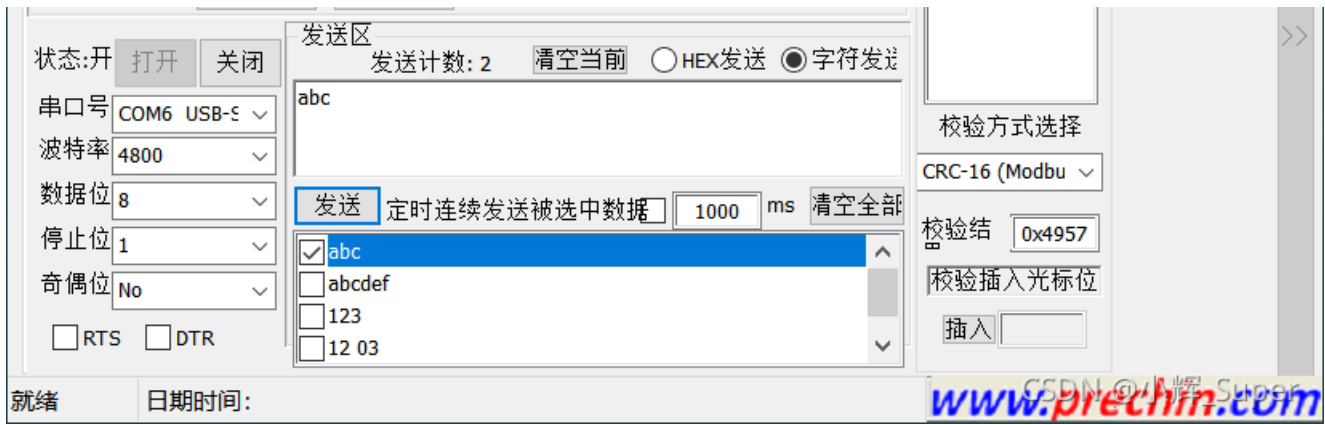 发送区
状态:开 打开 关闭 发送计数: 2 清空当前 HEX发送 字符发送
串口号 COM6 USB-S abc
校验方式选择
波特率 4800
CRC-16 (Modbu
数据位 8 发送 定时连续发送被选中数据 1000 ms 清空全部
停止位 1 abc 校验结 0x4957
奇偶位 No abcdef 校验插入光标位
RTS DTR 123 插入
12 03
就绪 日期时间:
CSDN @小辉_Super
www.prechin.com
>>